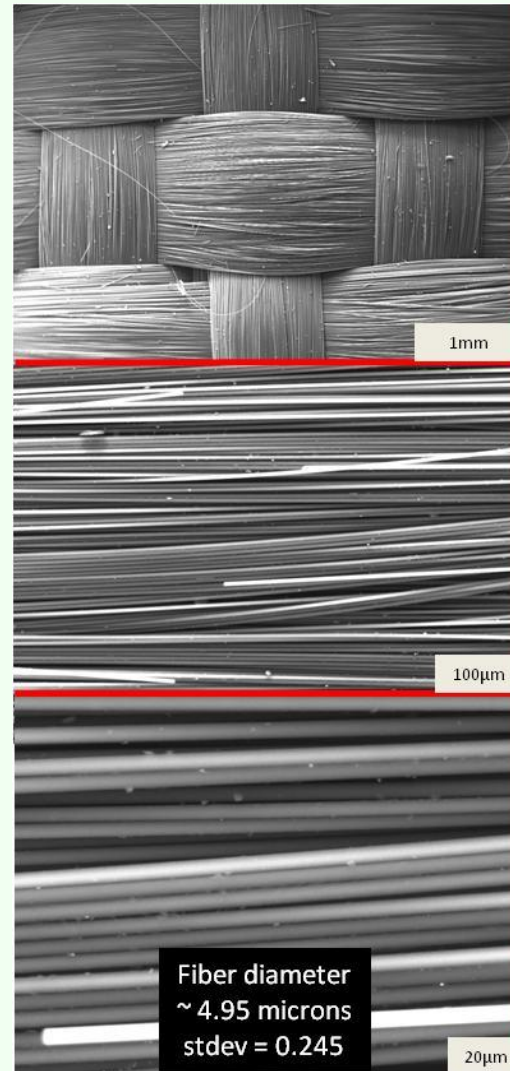 1mm
100µm
Fiber diameter
~ 4.95 microns
stdev = 0.245
20µm